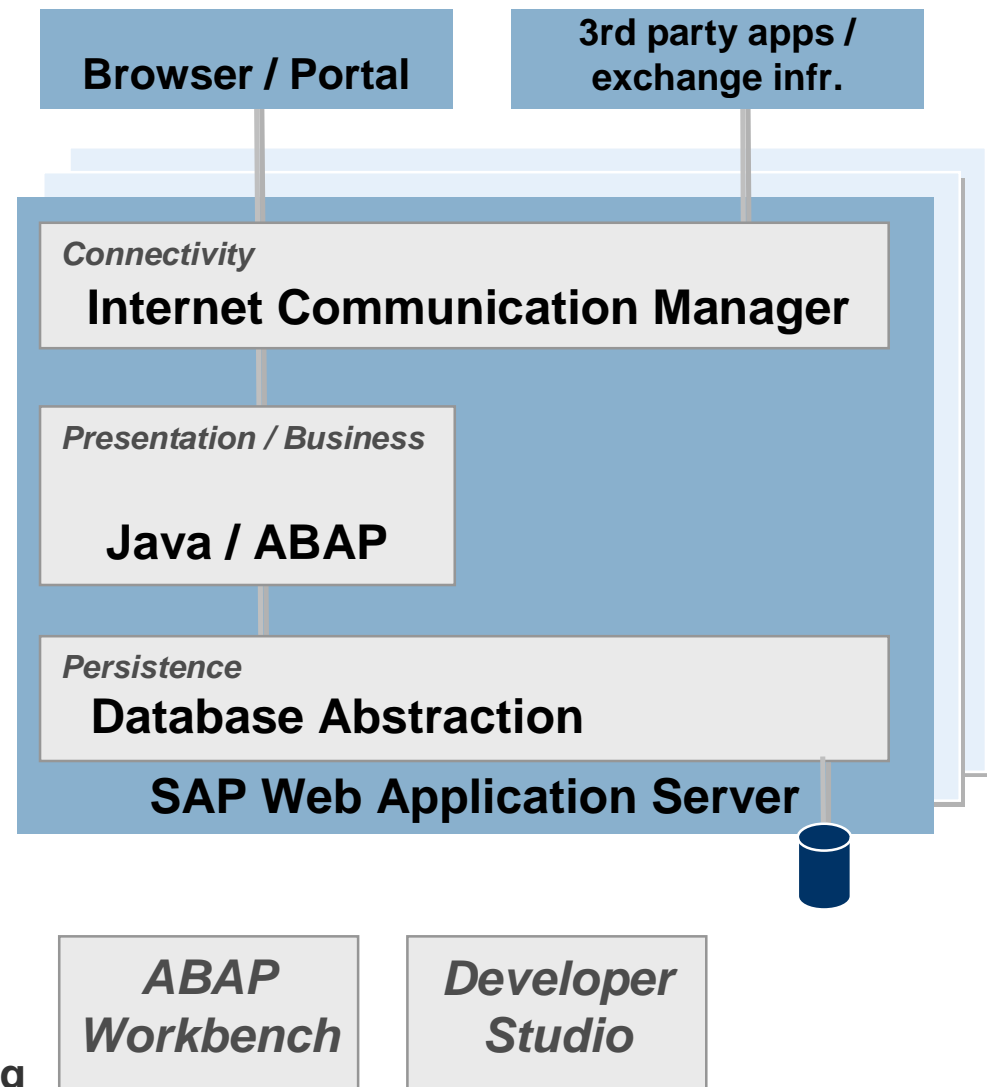 Browser / Portal
3rd party apps /
exchange infr.
Connectivity
Internet Communication Manager
Presentation / Business
Java / ABAP
Persistence
Database Abstraction
SAP Web Application Server
ABAP
Workbench
Developer
Studio
g